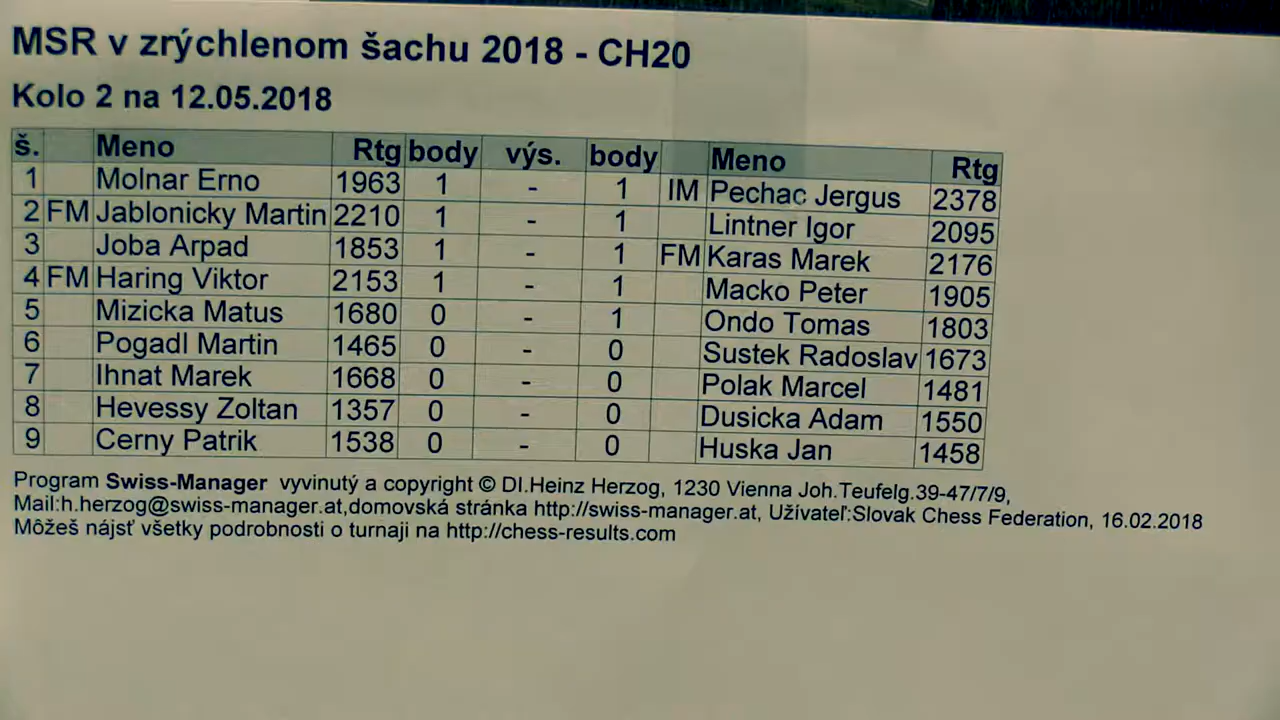 MSR v zrýchlenom šachu 2018 - CH20
Kolo 2 na 12.05.2018
š. Meno Rtg body výs. body Meno Rtg
1 Molnar Erno 1963 1 - 1 IM Pechac Jergus 2378
2 FM Jablonicky Martin 2210 1 - 1 Lintner Igor 2095
3 Joba Arpad 1853 1 - 1 FM Karas Marek 2176
4 FM Haring Viktor 2153 1 - 1 Macko Peter 1905
5 Mizicka Matus 1680 0 - 1 Ondo Tomas 1803
6 Pogadl Martin 1465 0 - 0 Sustek Radoslav 1673
7 Ihnat Marek 1668 0 - 0 Polak Marcel 1481
8 Hevessy Zoltan 1357 0 - 0 Dusicka Adam 1550
9 Cerny Patrik 1538 0 - 0 Huska Jan 1458
Program Swiss-Manager vyvinutý a copyright © DI.Heinz Herzog, 1230 Vienna Joh.Teufelg.39-47/7/9,
Mail:h.herzog@swiss-manager.at,domovská stránka http://swiss-manager.at, Užívateľ:Slovak Chess Federation, 16.02.2018
Môžeš nájsť všetky podrobnosti o turnaji na http://chess-results.com